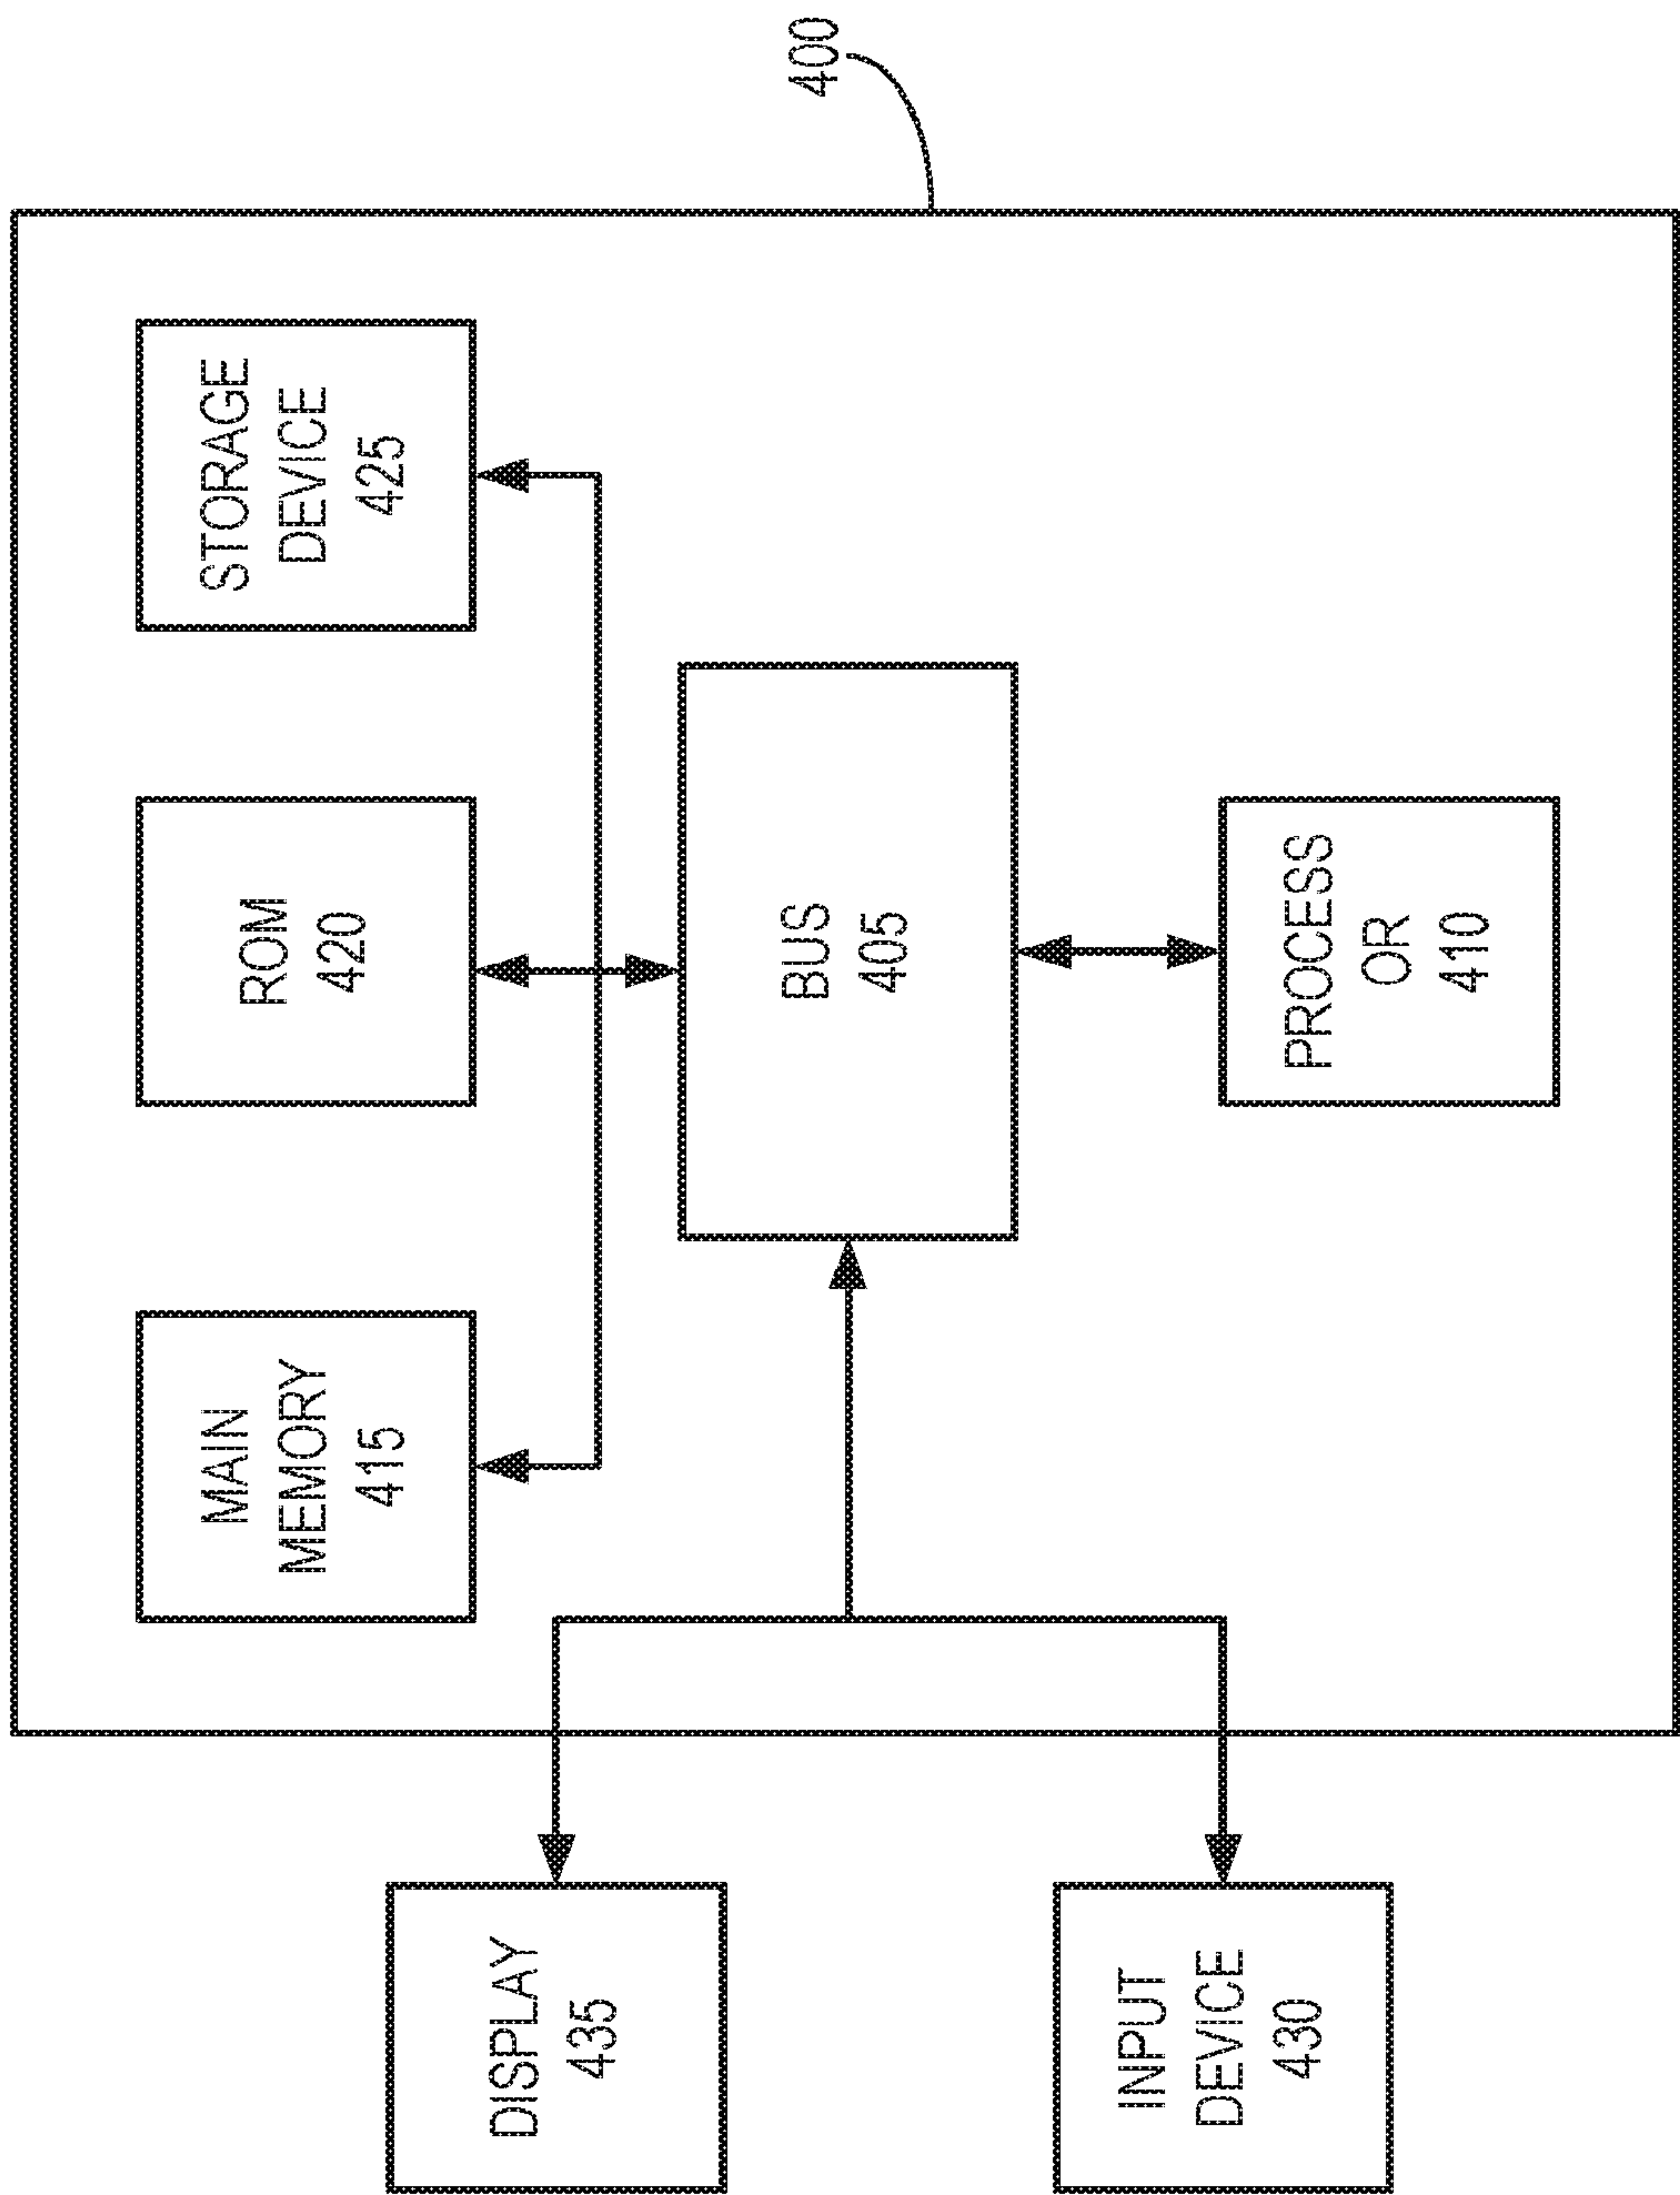 400
MAIN
MEMORY
415
ROM
420
STORAGE
DEVICE
425
DISPLAY
435
BUS
405
INPUT
DEVICE
430
PROCESS
OR
410